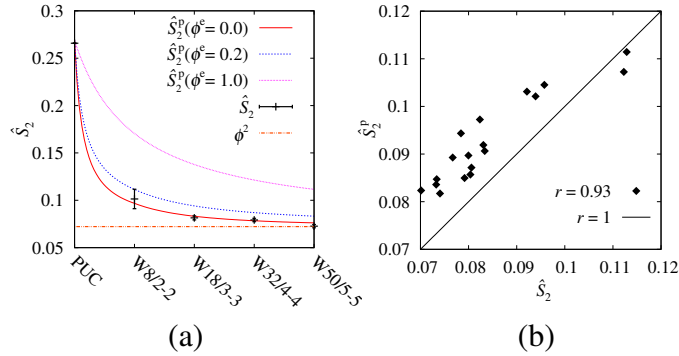 0.3
0.25
0.2
0.15
0.1
0.05
Ŝ₂
Ŝ₂ᵖ(ϕᵉ= 0.0)
Ŝ₂ᵖ(ϕᵉ= 0.2)
Ŝ₂ᵖ(ϕᵉ= 1.0)
Ŝ₂
ϕ²
PUC
W8/2-2
W18/3-3
W32/4-4
W50/5-5
(a)
0.12
0.11
0.1
0.09
0.08
0.07
Ŝ₂ᵖ
r = 0.93
r = 1
0.07 0.08 0.09 0.1 0.11 0.12
Ŝ₂
(b)